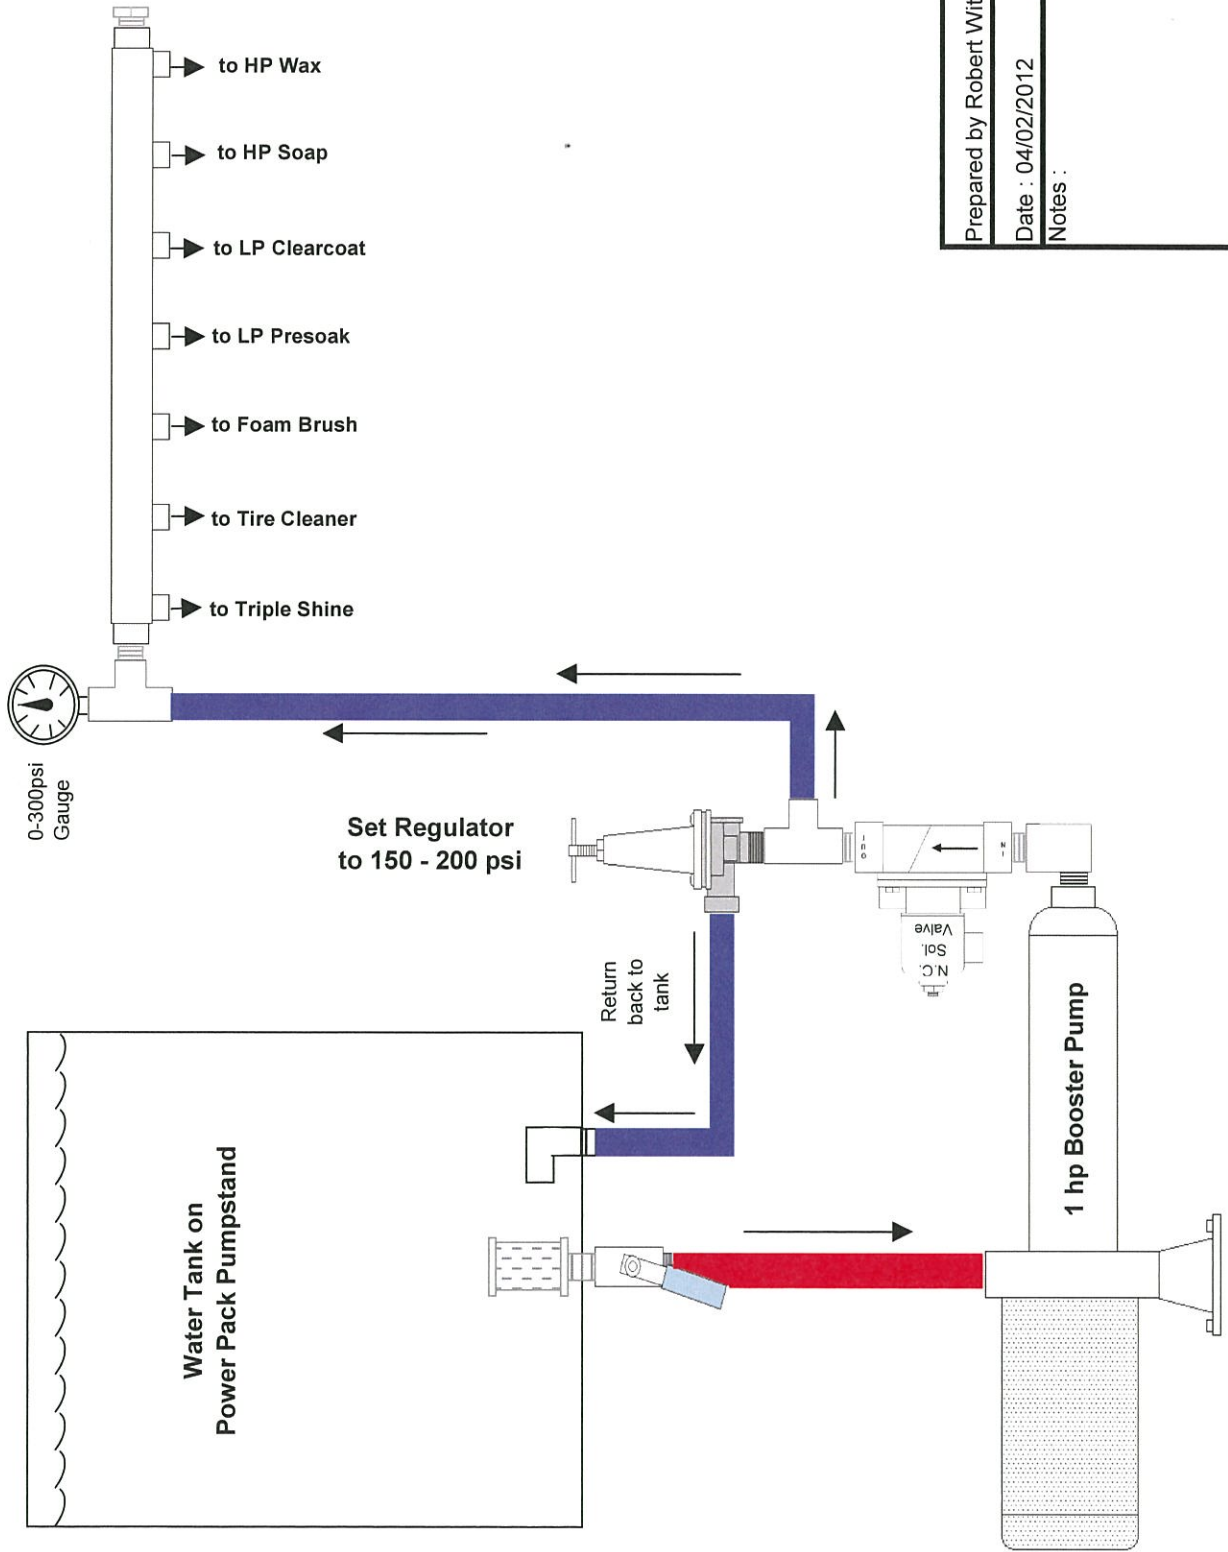 to HP Wax
to HP Soap
to LP Clearcoat
to LP Presoak
to Foam Brush
to Tire Cleaner
to Triple Shine
0-300psi
Gauge
Set Regulator
to 150 - 200 psi
Return
back to
tank
N.C.
Sol.
Valve
IN
1 hp Booster Pump
Water Tank on
Power Pack Pumpstand
Prepared by Robert Wit
Date : 04/02/2012
Notes :